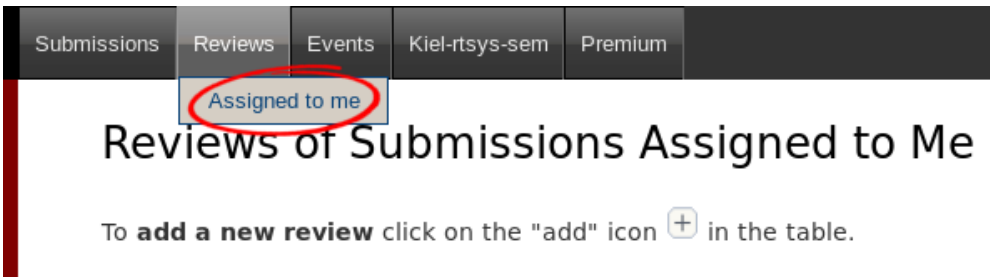 Submissions Reviews Events Kiel-rtsys-sem Premium
Assigned to me
Reviews of Submissions Assigned to Me
To add a new review click on the "add" icon + in the table.